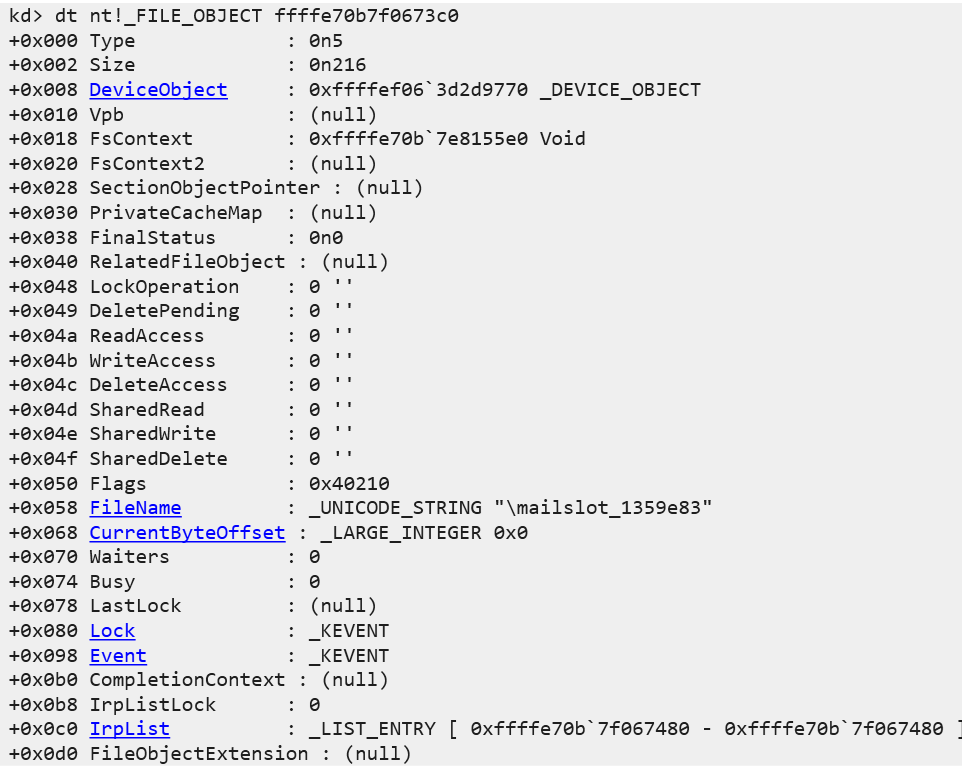 kd> dt nt!_FILE_OBJECT ffffe70b7f0673c0
+0x000 Type : 0n5
+0x002 Size : 0n216
+0x008 DeviceObject : 0xffffef06`3d2d9770 _DEVICE_OBJECT
+0x010 Vpb : (null)
+0x018 FsContext : 0xffffe70b`7e8155e0 Void
+0x020 FsContext2 : (null)
+0x028 SectionObjectPointer : (null)
+0x030 PrivateCacheMap : (null)
+0x038 FinalStatus : 0n0
+0x040 RelatedFileObject : (null)
+0x048 LockOperation : 0 ''
+0x049 DeletePending : 0 ''
+0x04a ReadAccess : 0 ''
+0x04b WriteAccess : 0 ''
+0x04c DeleteAccess : 0 ''
+0x04d SharedRead : 0 ''
+0x04e SharedWrite : 0 ''
+0x04f SharedDelete : 0 ''
+0x050 Flags : 0x40210
+0x058 FileName : _UNICODE_STRING "\mailslot_1359e83"
+0x068 CurrentByteOffset : _LARGE_INTEGER 0x0
+0x070 Waiters : 0
+0x074 Busy : 0
+0x078 LastLock : (null)
+0x080 Lock : _KEVENT
+0x098 Event : _KEVENT
+0x0b0 CompletionContext : (null)
+0x0b8 IrpListLock : 0
+0x0c0 IrpList : _LIST_ENTRY [ 0xffffe70b`7f067480 - 0xffffe70b`7f067480 ]
+0x0d0 FileObjectExtension : (null)